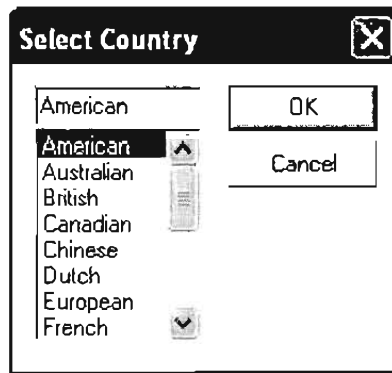 Select Country
American
OK
Cancel
American
Australian
British
Canadian
Chinese
Dutch
European
French